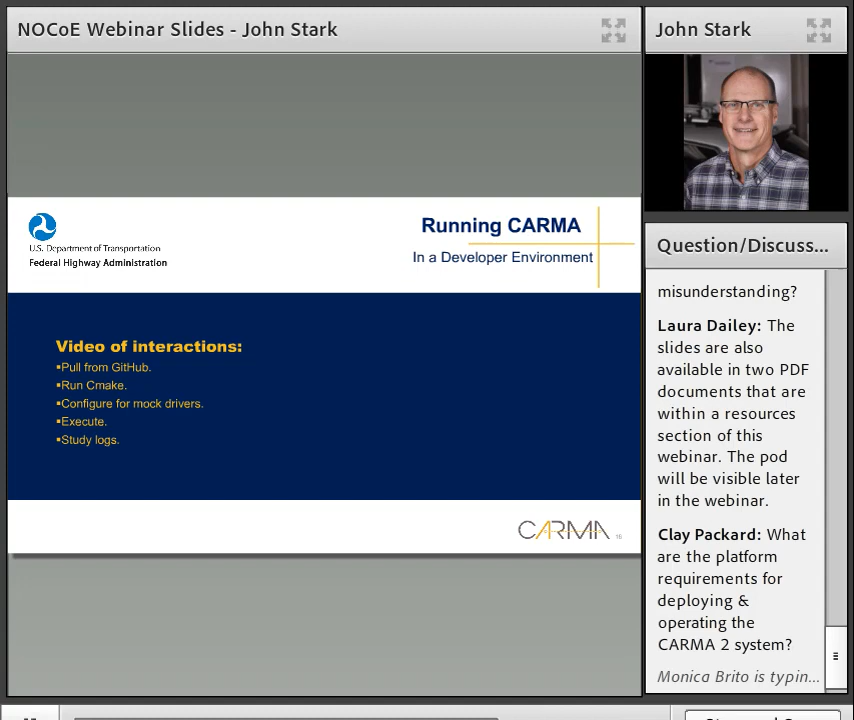 NOCoE Webinar Slides - John Stark
U.S. Department of Transportation
Federal Highway Administration
Running CARMA
In a Developer Environment
Video of interactions:
▪Pull from GitHub.
▪Run Cmake.
▪Configure for mock drivers.
▪Execute.
▪Study logs.
CARMA
16
John Stark
Question/Discuss...
misunderstanding?
Laura Dailey: The
slides are also
available in two PDF
documents that are
within a resources
section of this
webinar. The pod
will be visible later
in the webinar.
Clay Packard: What
are the platform
requirements for
deploying &
operating the
CARMA 2 system?
Monica Brito is typin...